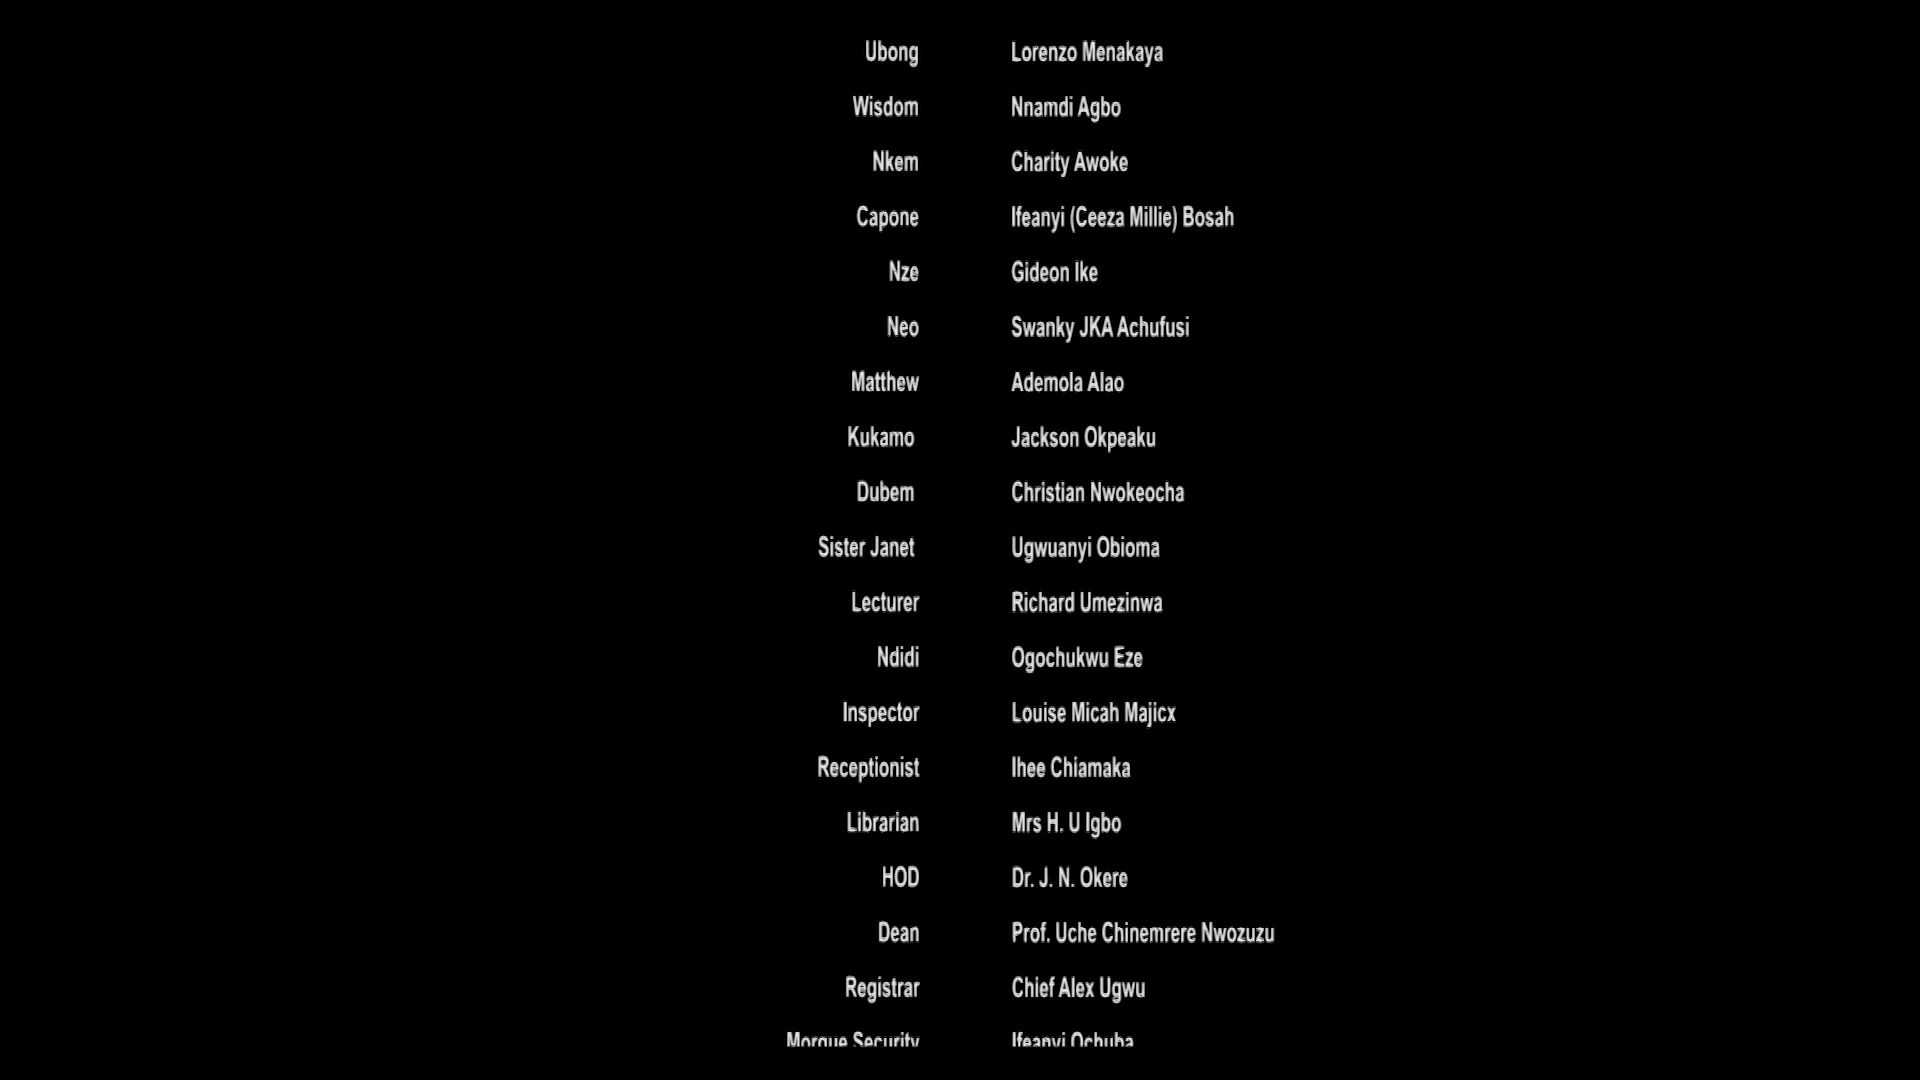 Ubong Lorenzo Menakaya
Wisdom Nnamdi Agbo
Nkem Charity Awoke
Capone Ifeanyi (Ceeza Millie) Bosah
Nze Gideon Ike
Neo Swanky JKA Achufusi
Matthew Ademola Alao
Kukamo Jackson Okpeaku
Dubem Christian Nwokeocha
Sister Janet Ugwuanyi Obioma
Lecturer Richard Umezinwa
Ndidi Ogochukwu Eze
Inspector Louise Micah Majicx
Receptionist Ihee Chiamaka
Librarian Mrs H. U Igbo
HOD Dr. J. N. Okere
Dean Prof. Uche Chinemrere Nwozuzu
Registrar Chief Alex Ugwu
Morgue Security Ifeanyi Ochuba